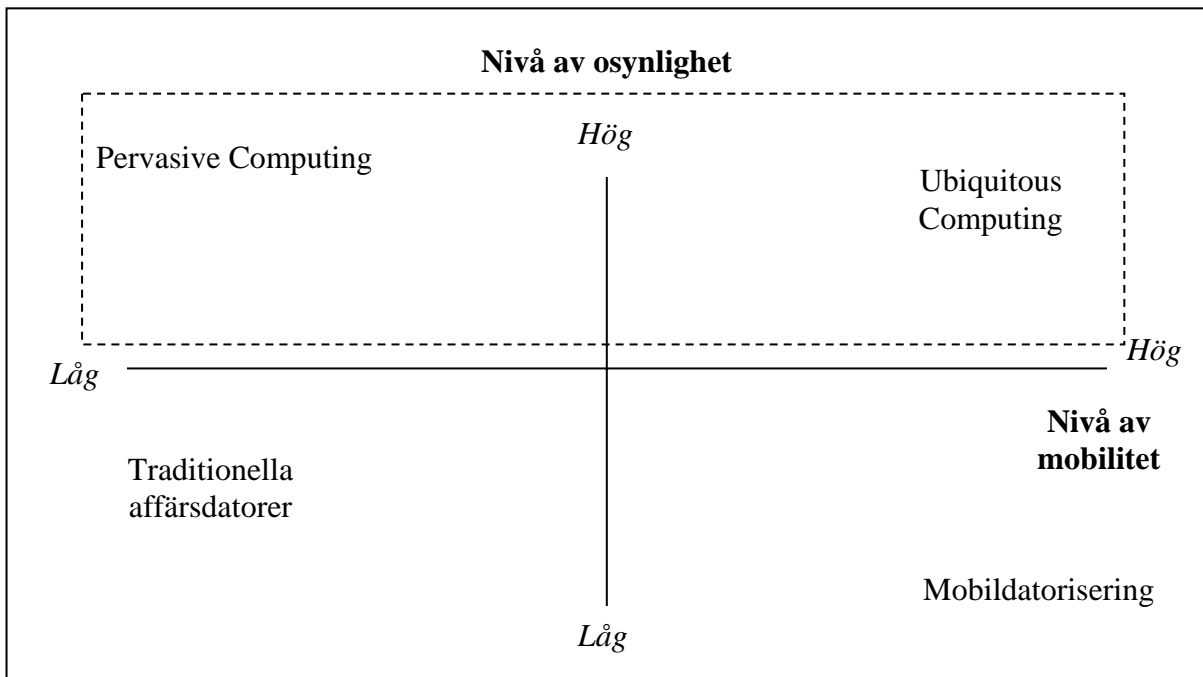 Nivå av osynlighet
Hög
Pervasive Computing
Ubiquitous
Computing
Hög
Låg
Nivå av
mobilitet
Traditionella
affärsdatorer
Mobildatorisering
Låg